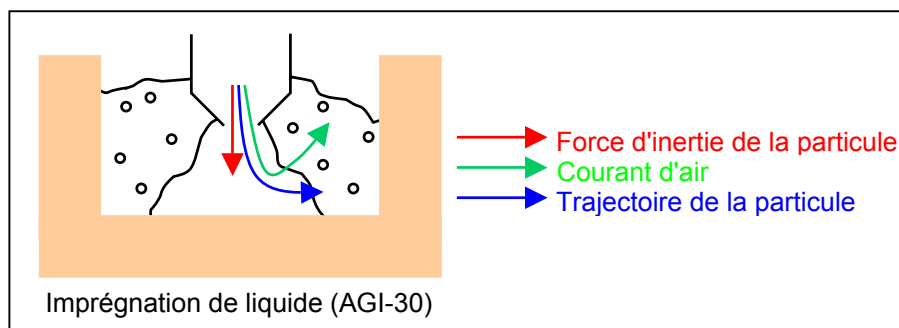 Force d'inertie de la particule
Courant d'air
Trajectoire de la particule
Imprégnation de liquide (AGI-30)